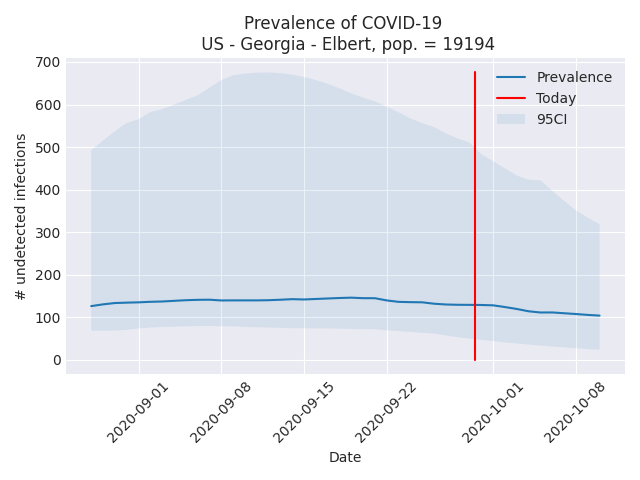 Prevalence of COVID-19
US - Georgia - Elbert, pop. = 19194
700
600
500
400
300
200
100
0
# undetected infections
Prevalence
Today
95CI
2020-09-01
2020-09-08
2020-09-15
2020-09-22
2020-10-01
2020-10-08
Date